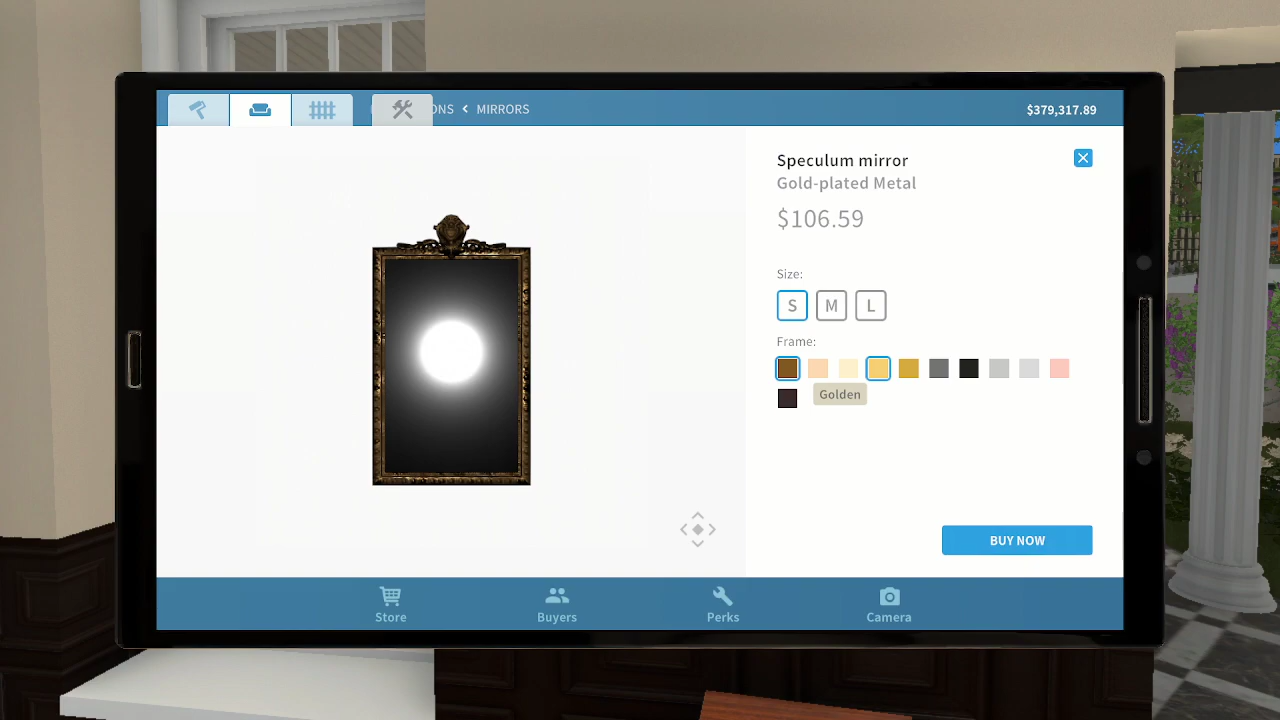 ONS < MIRRORS
$379,317.89
Speculum mirror
Gold-plated Metal
$106.59
Size:
S M L
Frame:
Golden
BUY NOW
Store Buyers Perks Camera